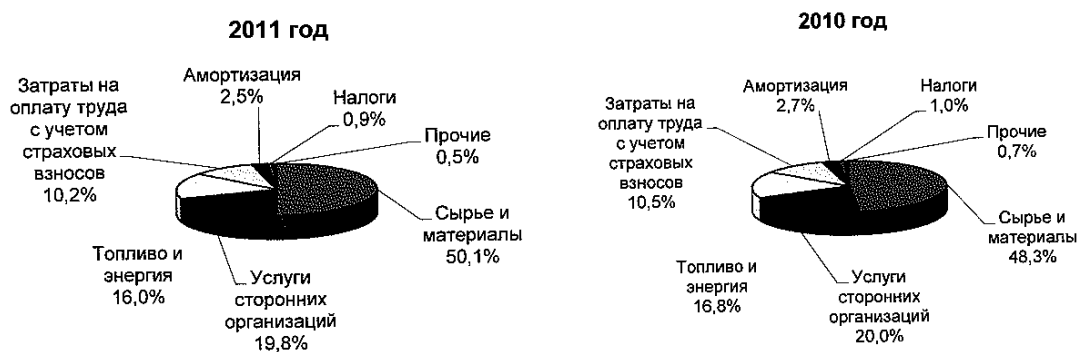 2011 год
Амортизация
2,5%
Налоги
0,9%
Прочие
0,5%
Затраты на
оплату труда
с учетом
страховых
взносов
10,2%
Сырье и
материалы
50,1%
Топливо и
энергия
16,0%
Услуги
сторонних
организаций
19,8%
2010 год
Амортизация
2,7%
Налоги
1,0%
Прочие
0,7%
Затраты на
оплату труда
с учетом
страховых
взносов
10,5%
Сырье и
материалы
48,3%
Топливо и
энергия
16,8%
Услуги
сторонних
организаций
20,0%